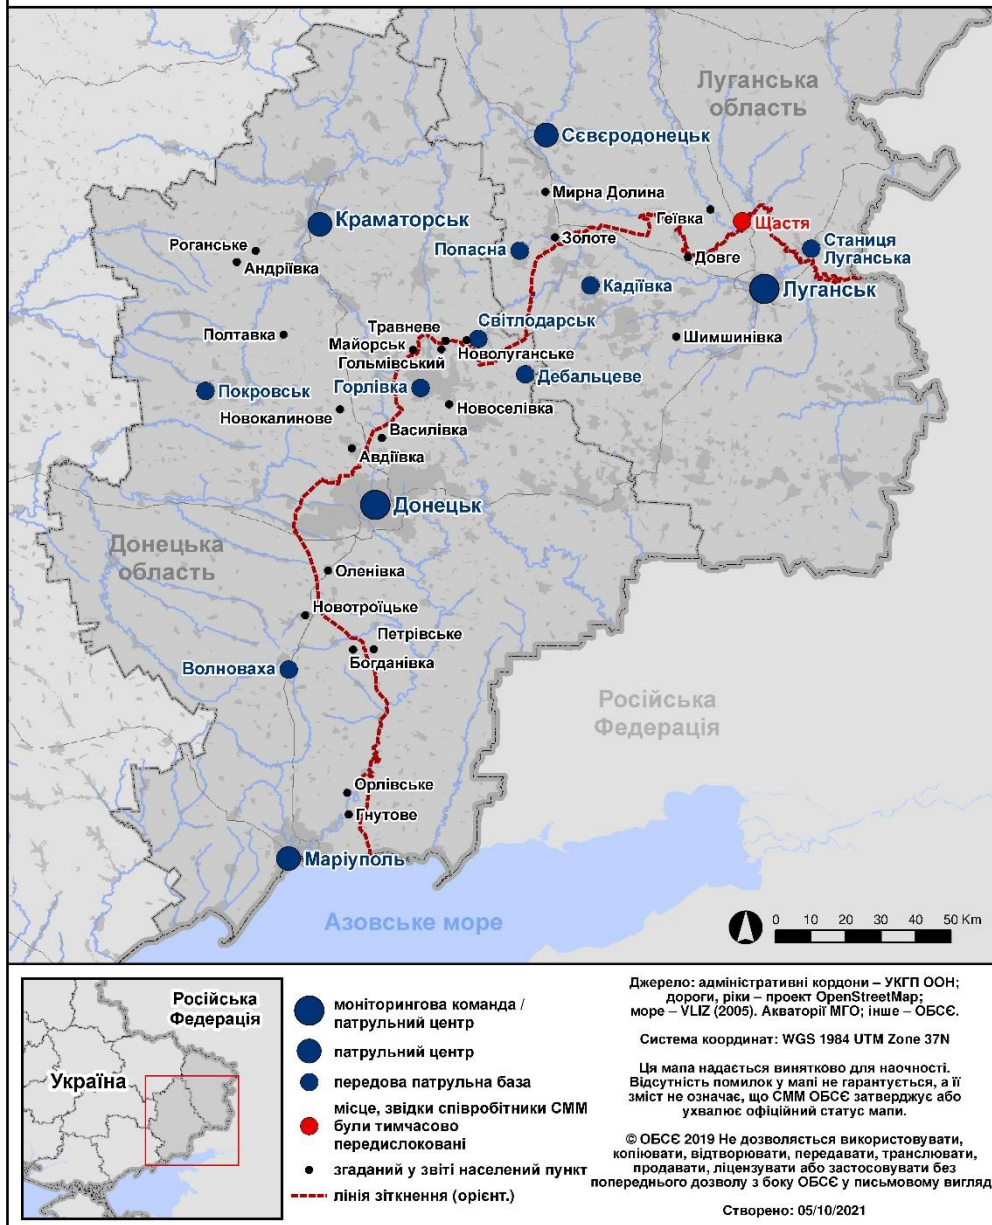 Луганська
область
Сєвєродонецьк
Мирна Долина
Краматорськ
Геївка
Щастя
Роганське
Андріївка
Попасна
Золоте
Станиця
Луганська
Довге
Кадіївка
Луганськ
Полтавка
Травневе
Світлодарськ
Майорськ
Гольмівський
Новолуганське
Шимшинівка
Покровськ
Горлівка
Дебальцеве
Новокалинове
Новоселівка
Василівка
Авдіївка
Донецьк
Донецька
область
Оленівка
Новотроїцьке
Петрівське
Богданівка
Волноваха
Російська
Федерація
Орлівське
Гнутове
Маріуполь
Азовське море
0 10 20 30 40 50 Km
Російська
Федерація
Україна
моніторингова команда /
патрульний центр
патрульний центр
передова патрульна база
місце, звідки співробітники СММ
були тимчасово
передислоковані
згаданий у звіті населений пункт
лінія зіткнення (орієнт.)
Джерело: адміністративні кордони – УКГП ООН;
дороги, ріки – проект OpenStreetMap;
море – VLIZ (2005). Акваторії МГО; інше – ОБСЄ.
Система координат: WGS 1984 UTM Zone 37N
Ця мапа надається винятково для наочності.
Відсутність помилок у мапі не гарантується, а її
зміст не означає, що СММ ОБСЄ затверджує або
ухвалює офіційний статус мапи.
© ОБСЄ 2019 Не дозволяється використовувати,
копіювати, відтворювати, передавати, транслювати,
продавати, ліцензувати або застосовувати без
попереднього дозволу з боку ОБСЄ у письмовому вигляд
Створено: 05/10/2021